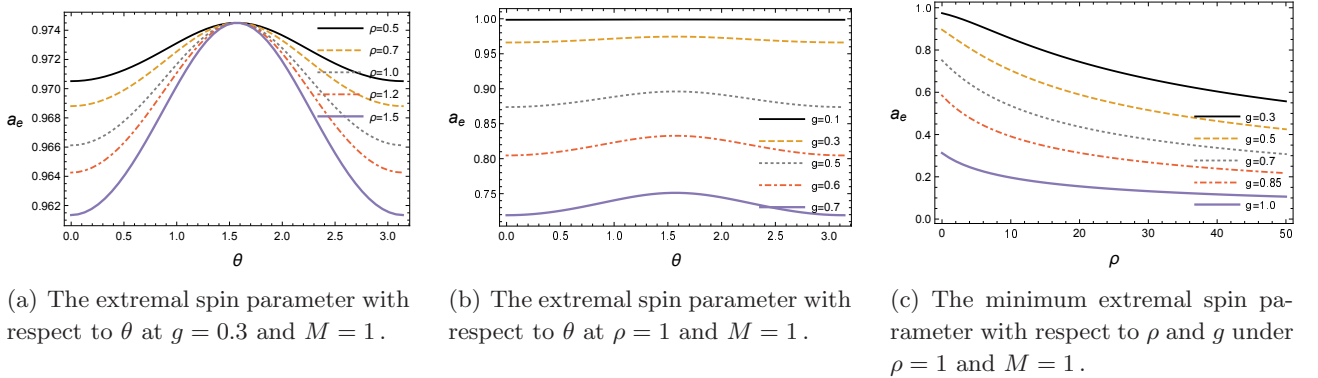 0.974
0.972
0.970
0.968
0.966
0.964
0.962
a_e
0.0 0.5 1.0 1.5 2.0 2.5 3.0
θ
ρ=0.5
ρ=0.7
ρ=1.0
ρ=1.2
ρ=1.5
(a) The extremal spin parameter with
respect to θ at g = 0.3 and M = 1 .
1.00
0.95
0.90
0.85
0.80
0.75
a_e
0.0 0.5 1.0 1.5 2.0 2.5 3.0
θ
g=0.1
g=0.3
g=0.5
g=0.6
g=0.7
(b) The extremal spin parameter with
respect to θ at ρ = 1 and M = 1 .
1.0
0.8
0.6
0.4
0.2
0.0
a_e
0 10 20 30 40 50
ρ
g=0.3
g=0.5
g=0.7
g=0.85
g=1.0
(c) The minimum extremal spin pa-
rameter with respect to ρ and g under
ρ = 1 and M = 1 .